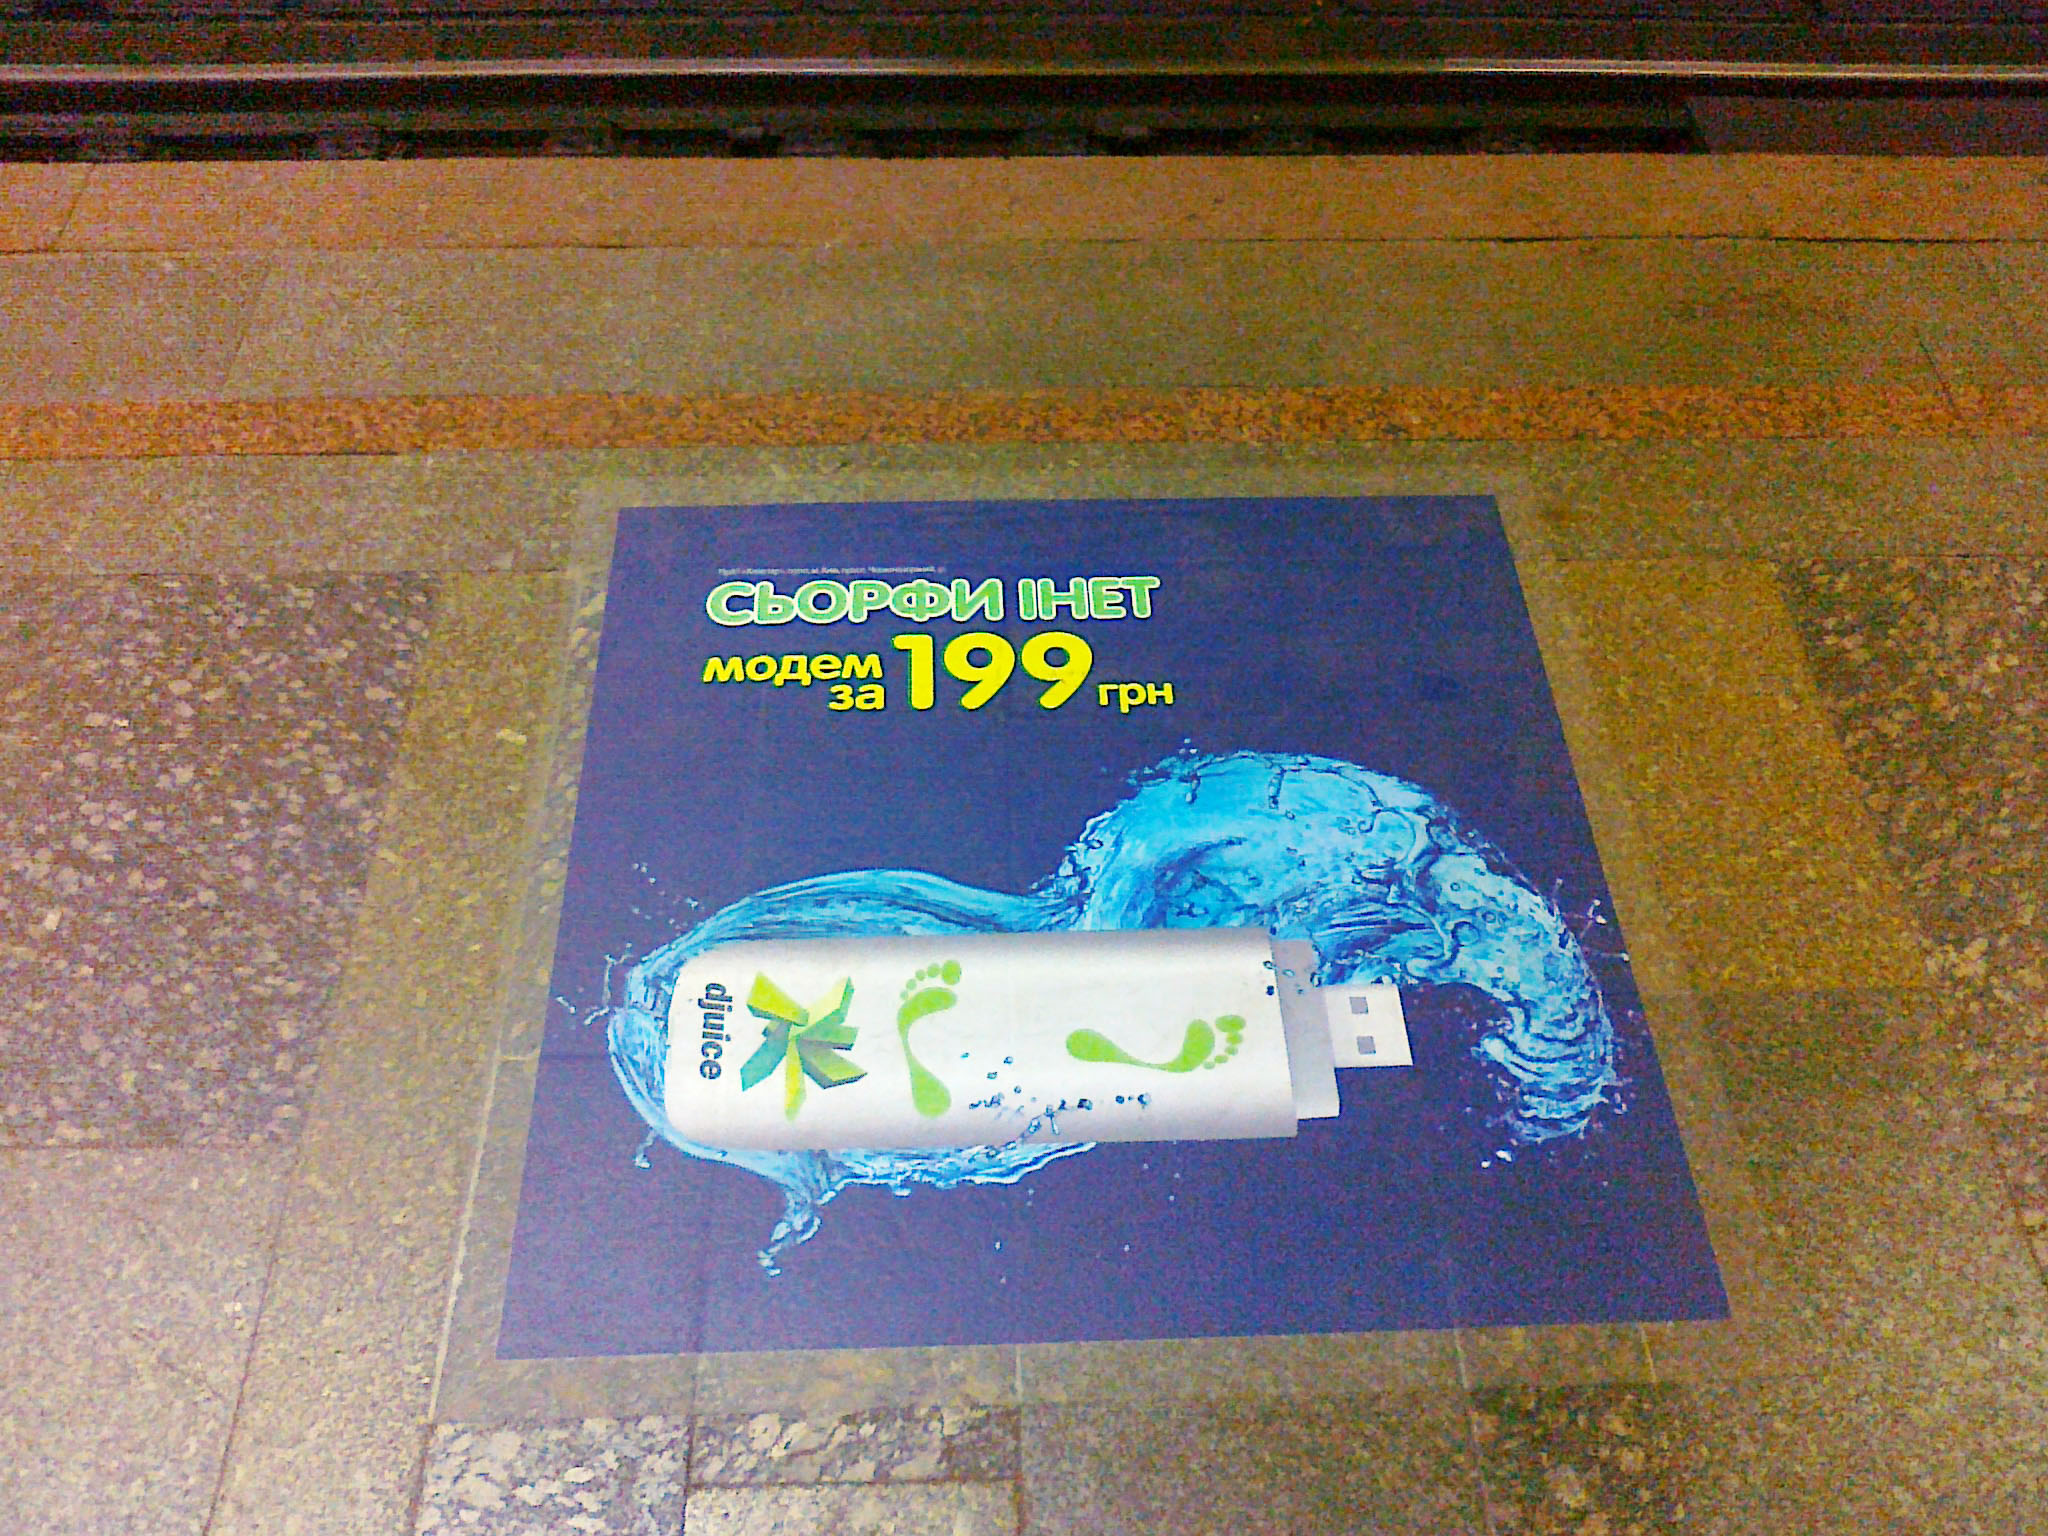 СЬОРФИ ІНЕТ
модем
за 199 грн
djuice